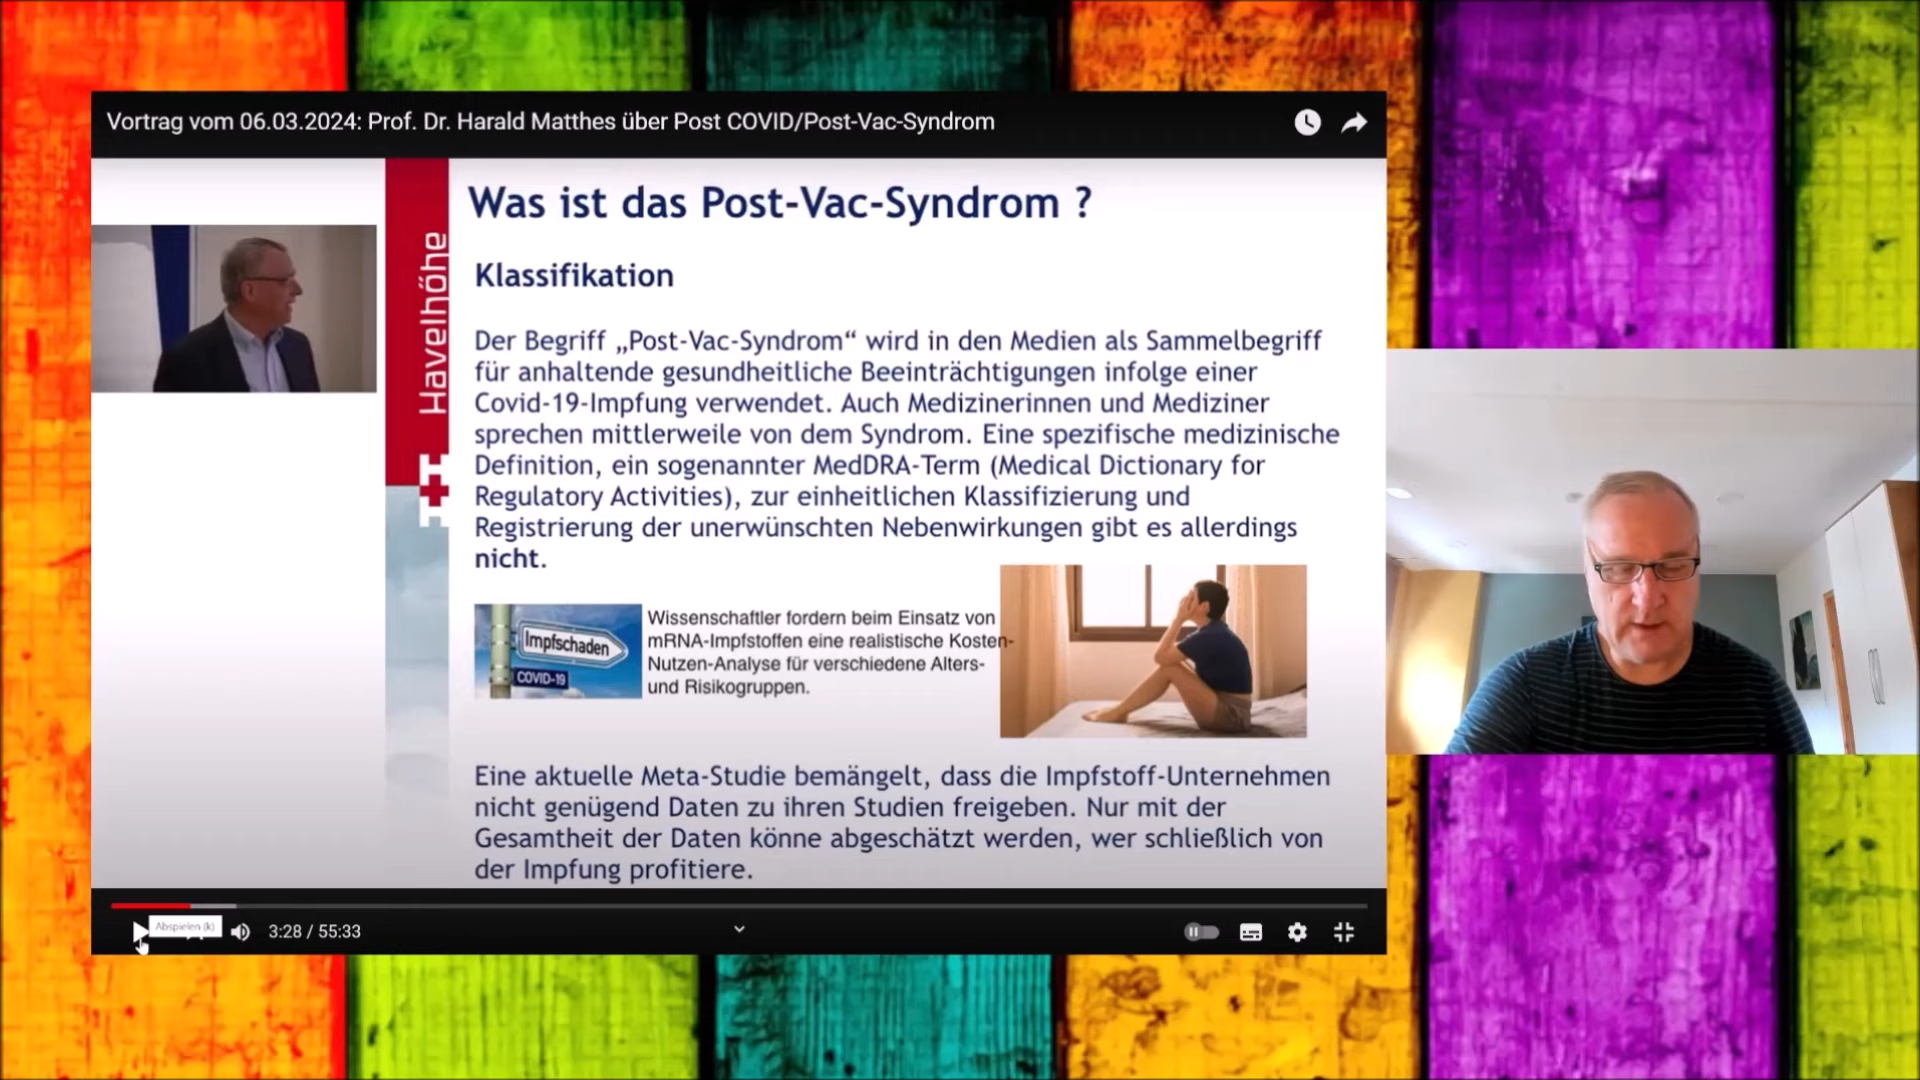 Vortrag vom 06.03.2024: Prof. Dr. Harald Matthes über Post COVID/Post-Vac-Syndrom
Havelhöhe
Was ist das Post-Vac-Syndrom ?
Klassifikation
Der Begriff „Post-Vac-Syndrom“ wird in den Medien als Sammelbegriff
für anhaltende gesundheitliche Beeinträchtigungen infolge einer
Covid-19-Impfung verwendet. Auch Medizinerinnen und Mediziner
sprechen mittlerweile von dem Syndrom. Eine spezifische medizinische
Definition, ein sogenannter MedDRA-Term (Medical Dictionary for
Regulatory Activities), zur einheitlichen Klassifizierung und
Registrierung der unerwünschten Nebenwirkungen gibt es allerdings
nicht.
Impfschaden
COVID-19
Wissenschaftler fordern beim Einsatz von
mRNA-Impfstoffen eine realistische Kosten-
Nutzen-Analyse für verschiedene Alters-
und Risikogruppen.
Eine aktuelle Meta-Studie bemängelt, dass die Impfstoff-Unternehmen
nicht genügend Daten zu ihren Studien freigeben. Nur mit der
Gesamtheit der Daten könne abgeschätzt werden, wer schließlich von
der Impfung profitiere.
Abspielen (k)
3:28 / 55:33